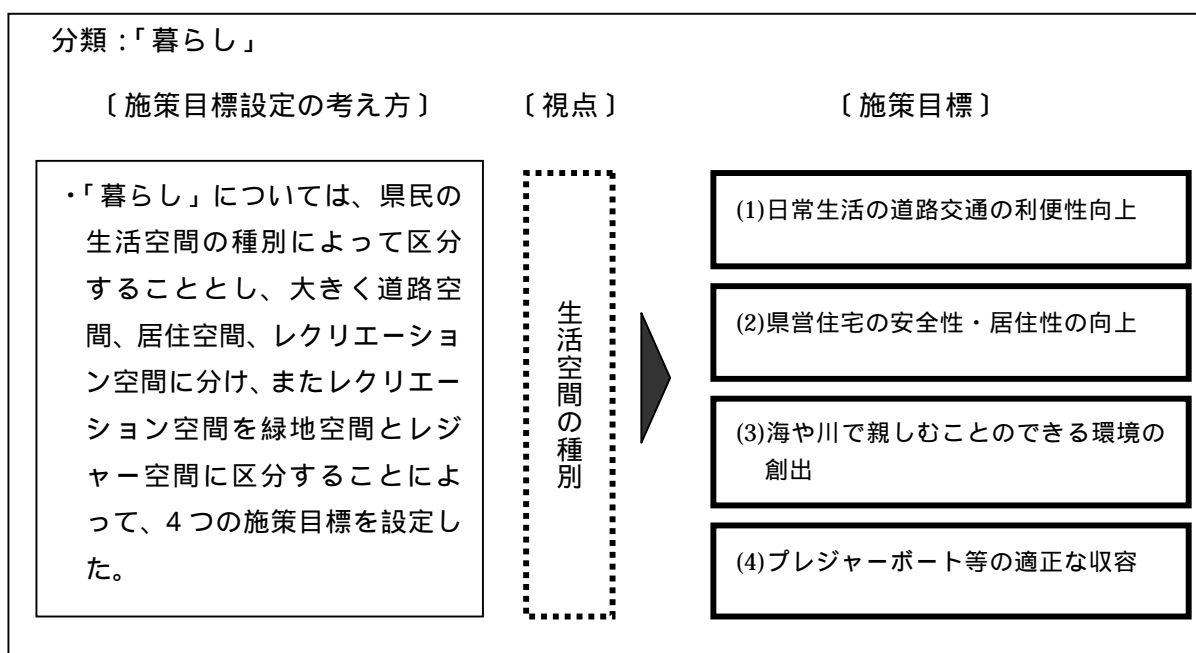 分類：「暮らし」
〔施策目標設定の考え方〕
〔視点〕
〔施策目標〕
・「暮らし」については、県民の
生活空間の種別によって区分
することとし、大きく道路空
間、居住空間、レクリエーショ
ン空間に分け、またレクリエー
ション空間を緑地空間とレジ
ャー空間に区分することによ
って、４つの施策目標を設定し
た。
生活空間の種別
(1)日常生活の道路交通の利便性向上
(2)県営住宅の安全性・居住性の向上
(3)海や川で親しむことのできる環境の
創出
(4)プレジャーボート等の適正な収容